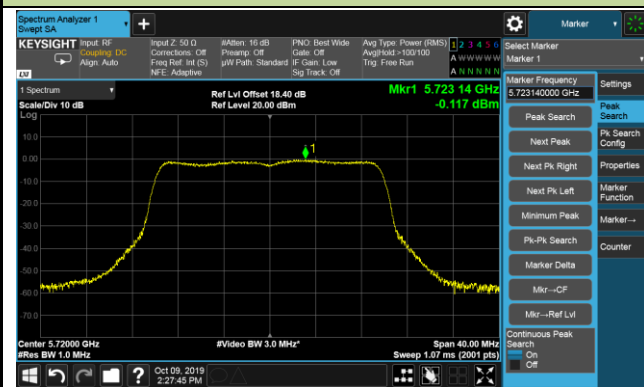 Spectrum Analyzer 1
Swept SA
Marker
KEYSIGHT
Input: RF
Coupling: DC
Align: Auto
Input Z: 50 Ω
Corrections: Off
Freq Ref: Int (S)
NFE: Adaptive
#Atten: 16 dB
Preamp: Off
µW Path: Standard
PNO: Best Wide
Gate: Off
IF Gain: Low
Sig Track: Off
Avg Type: Power (RMS)
Avg|Hold:>100/100
Trig: Free Run
1 2 3 4 5 6
A W W W W W
A N N N N N
Select Marker
Marker 1
LXI
1 Spectrum
Scale/Div 10 dB
Log
Ref Lvl Offset 18.40 dB
Ref Level 20.00 dBm
Mkr1 5.723 14 GHz
-0.117 dBm
10.0
0.00
-10.0
-20.0
-30.0
-40.0
-50.0
-60.0
-70.0
1
Center 5.72000 GHz
#Res BW 1.0 MHz
#Video BW 3.0 MHz*
Span 40.00 MHz
Sweep 1.07 ms (2001 pts)
Marker Frequency
5.723140000 GHz
Peak Search
Next Peak
Next Pk Right
Next Pk Left
Minimum Peak
Pk-Pk Search
Marker Delta
Mkr→CF
Mkr→Ref Lvl
Continuous Peak
Search
On
Off
Settings
Peak
Search
Pk Search
Config
Properties
Marker
Function
Marker→
Counter
?
Oct 09, 2019
2:27:45 PM